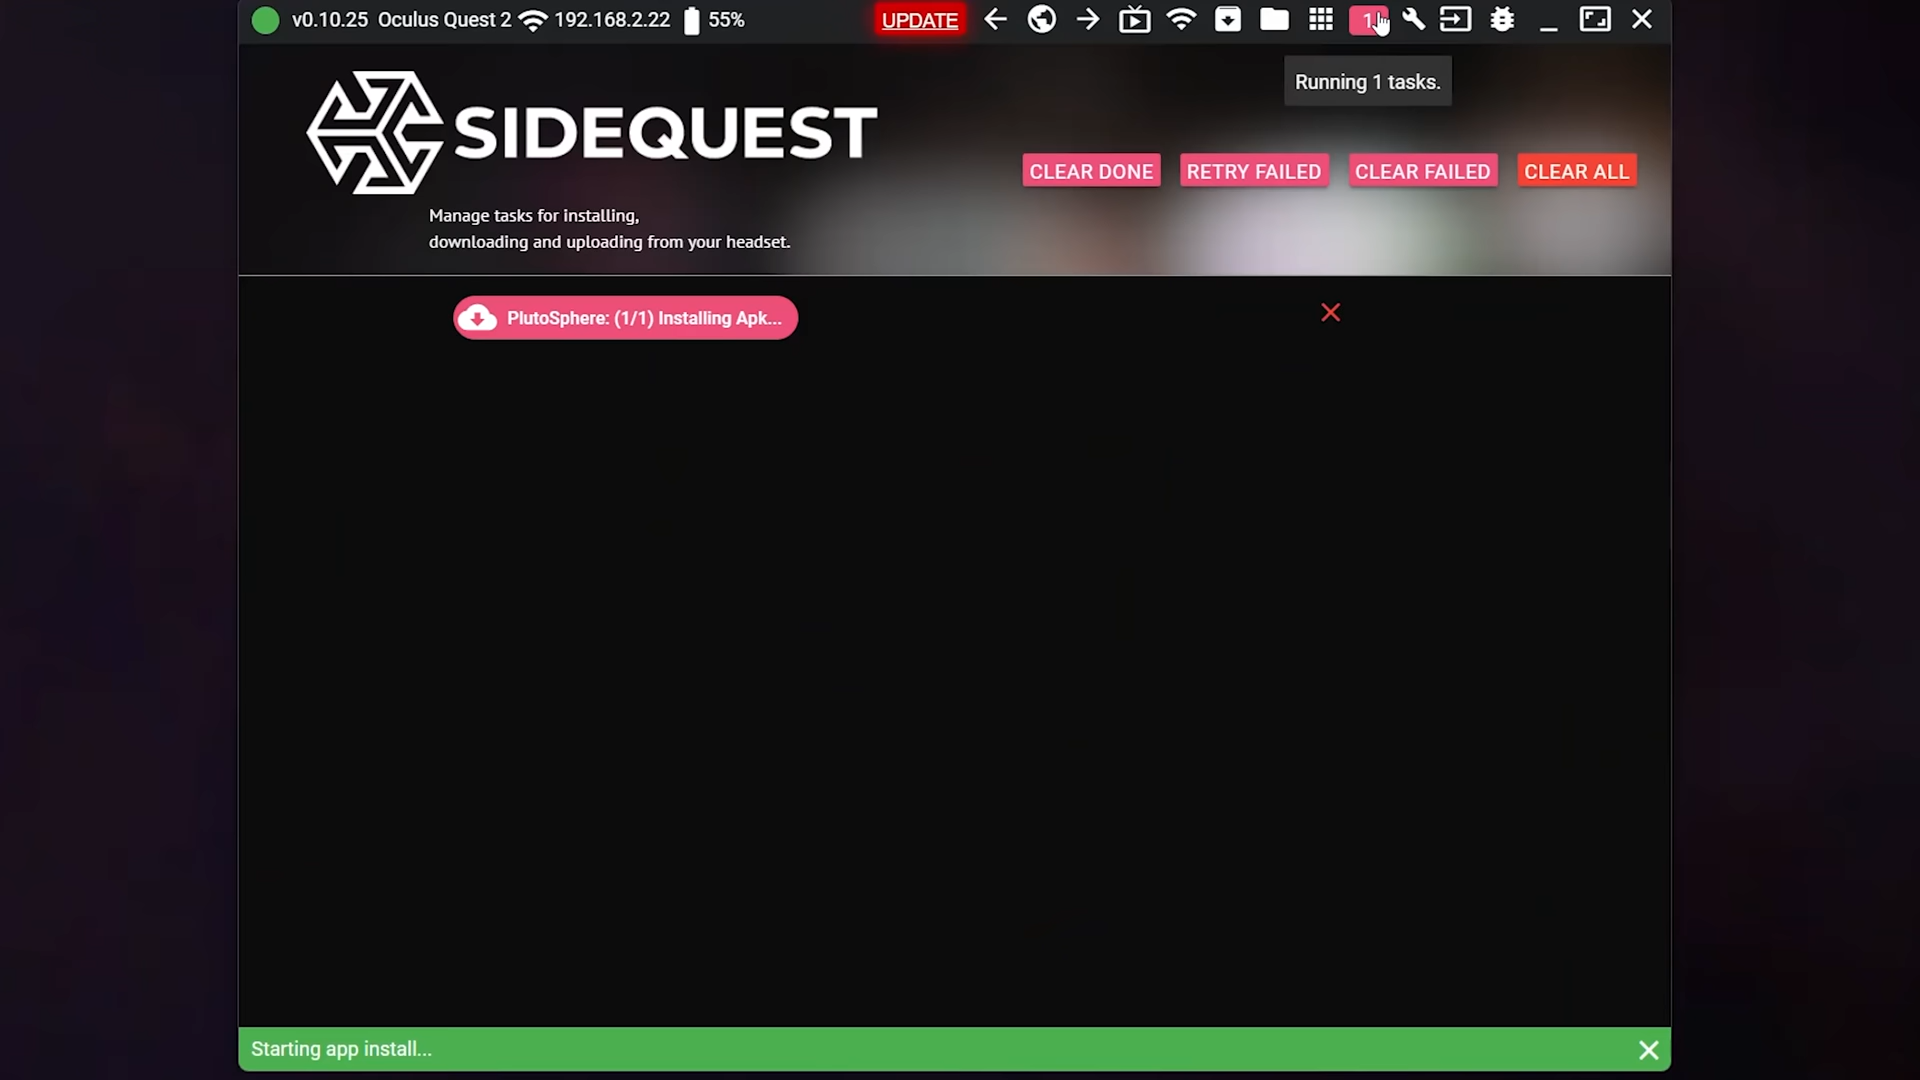 v0.10.25 Oculus Quest 2 192.168.2.22 55%
UPDATE
1
Running 1 tasks.
SIDEQUEST
CLEAR DONE
RETRY FAILED
CLEAR FAILED
CLEAR ALL
Manage tasks for installing,
downloading and uploading from your headset.
PlutoSphere: (1/1) Installing Apk...
Starting app install...